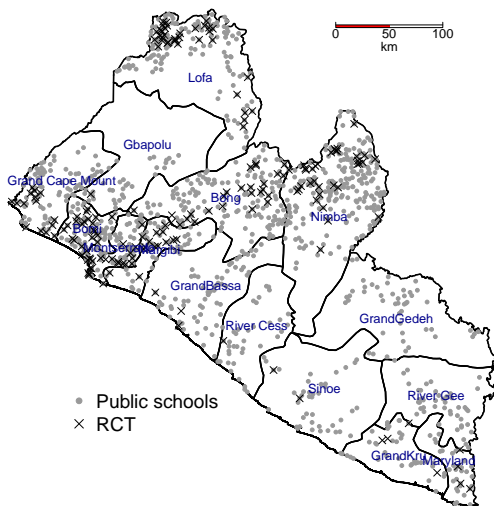 0 50 100
km
Lofa
Gbapolu
Grand Cape Mount
Bong
Nimba
Bomi
Montserrado
Margibi
GrandBassa
GrandGedeh
River Cess
Sinoe
River Gee
Public schools
RCT
GrandKru
Maryland